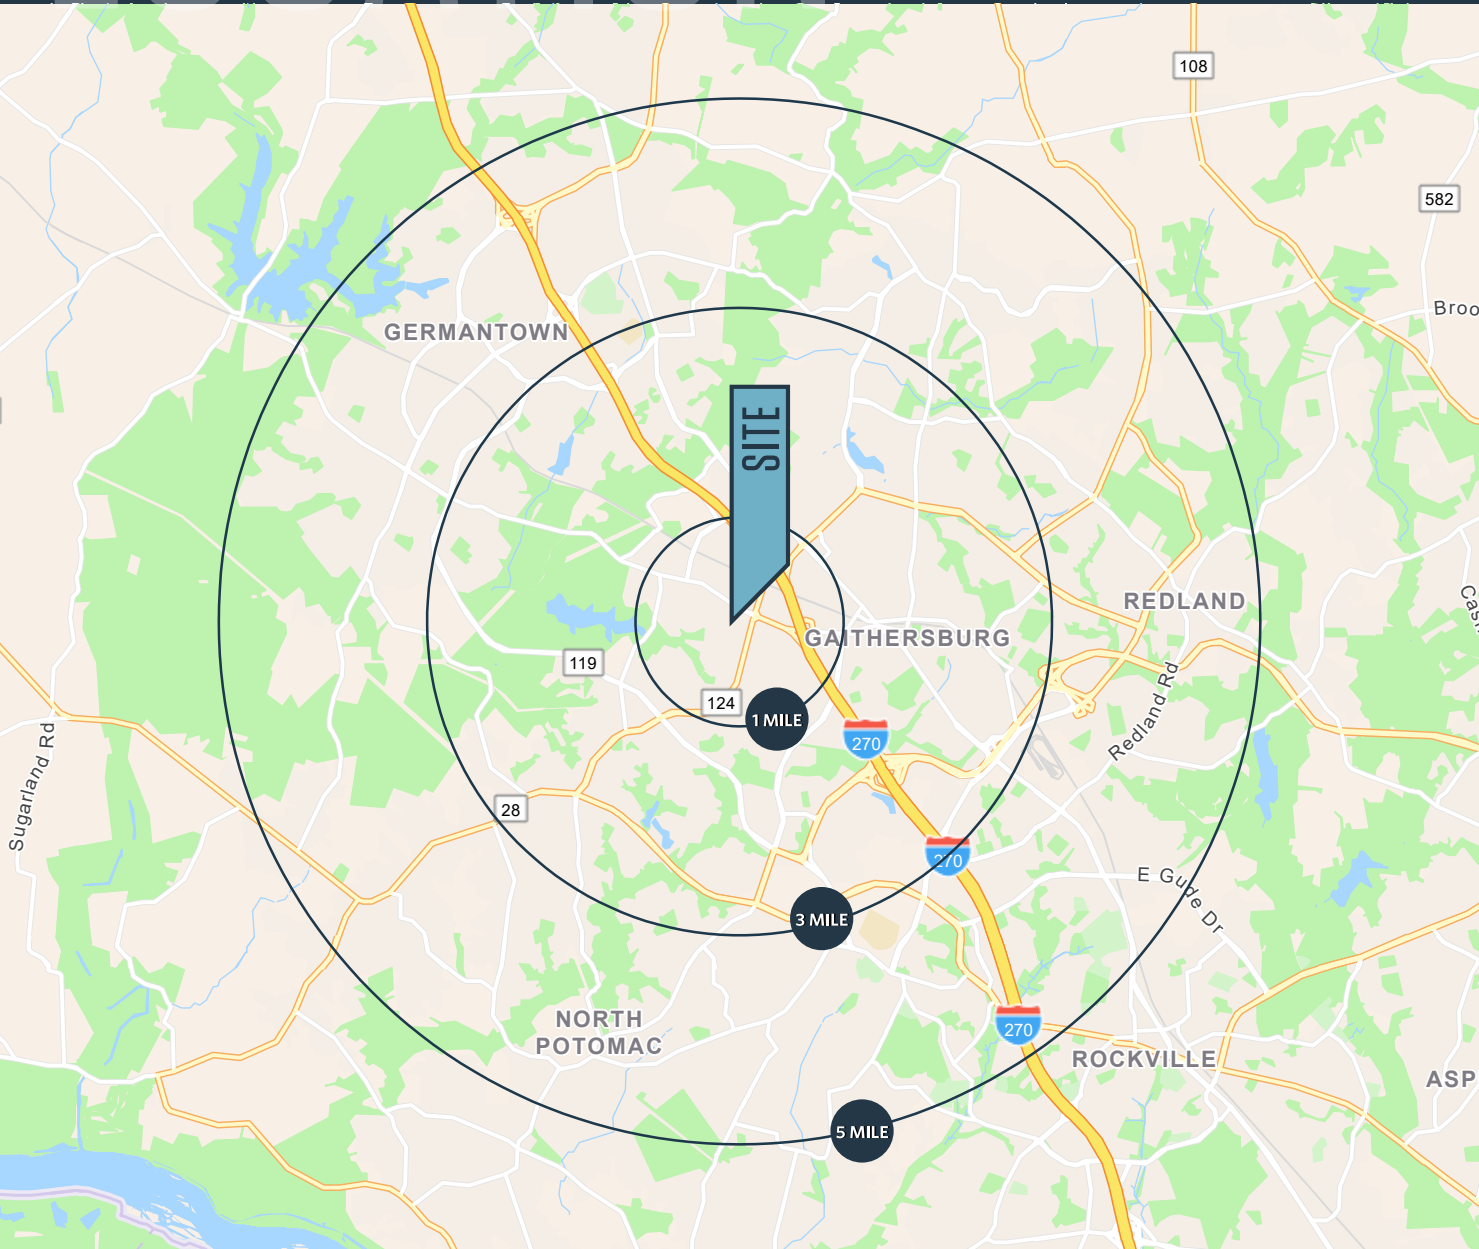 108
582
Broo
GERMANTOWN
SITE
REDLAND
Cash
GAITHERSBURG
119
124
1 MILE
Redland Rd
270
Sugarland Rd
28
270
E Gude Dr
3 MILE
NORTH
POTOMAC
270
ROCKVILLE
ASP
5 MILE